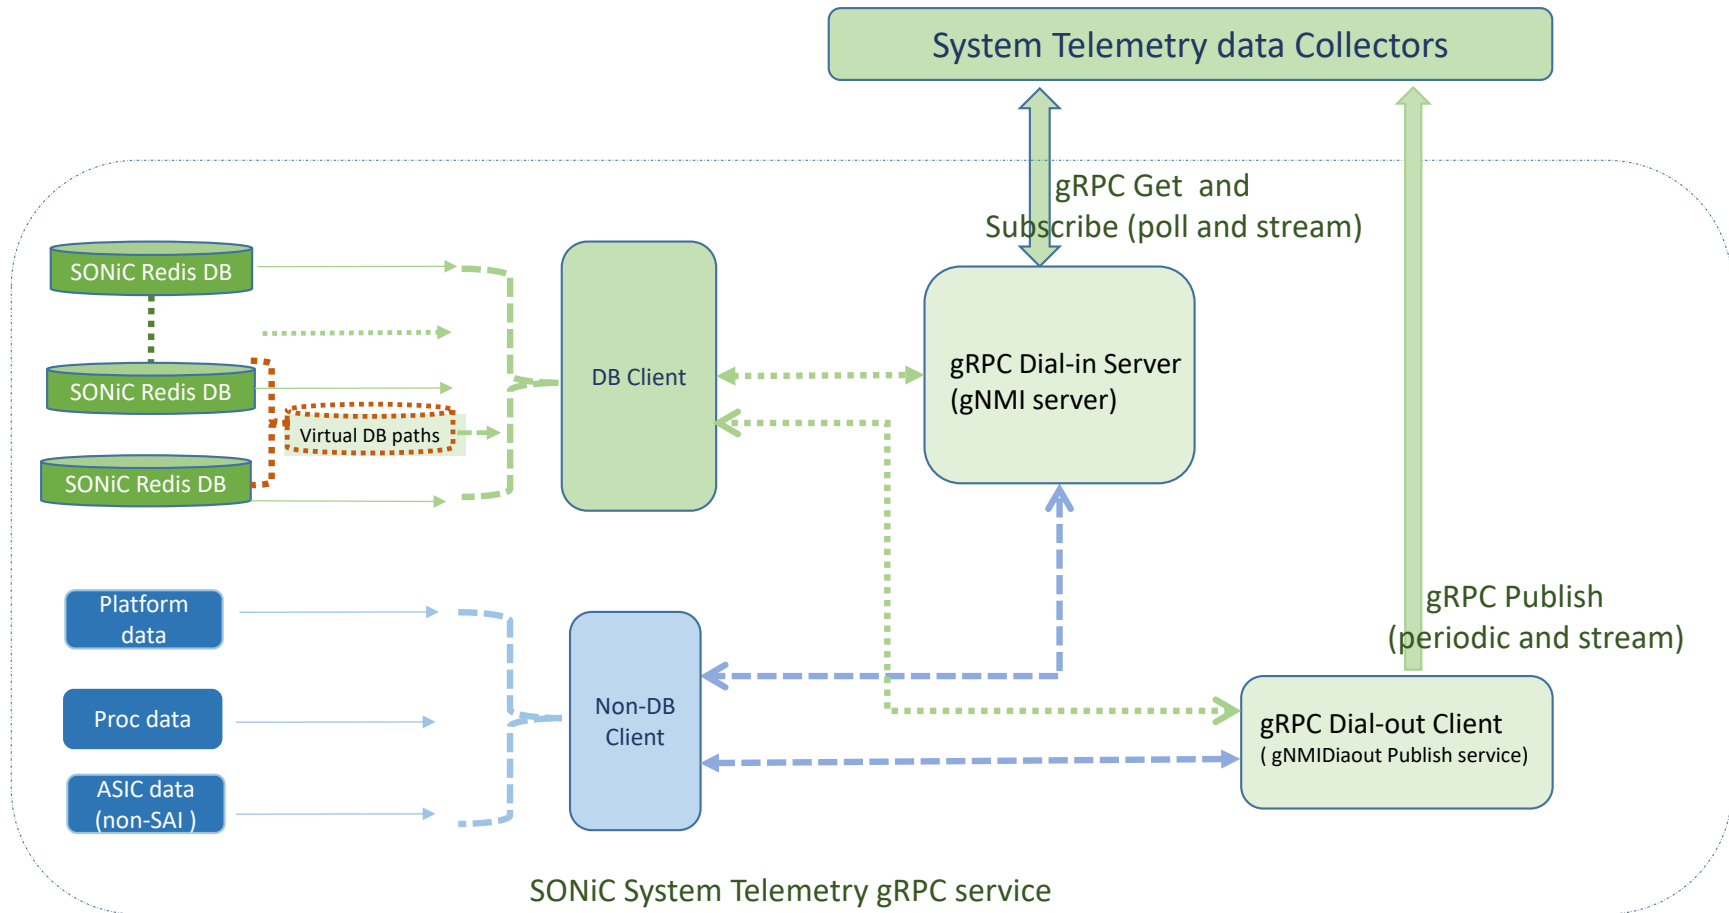 System Telemetry data Collectors
gRPC Get  and
Subscribe (poll and stream)
SONiC Redis DB
SONiC Redis DB
Virtual DB paths
SONiC Redis DB
DB Client
gRPC Dial-in Server
(gNMI server)
Platform
data
Proc data
ASIC data
(non-SAI )
Non-DB
Client
gRPC Publish
(periodic and stream)
gRPC Dial-out Client
( gNMIDiaout Publish service)
SONiC System Telemetry gRPC service